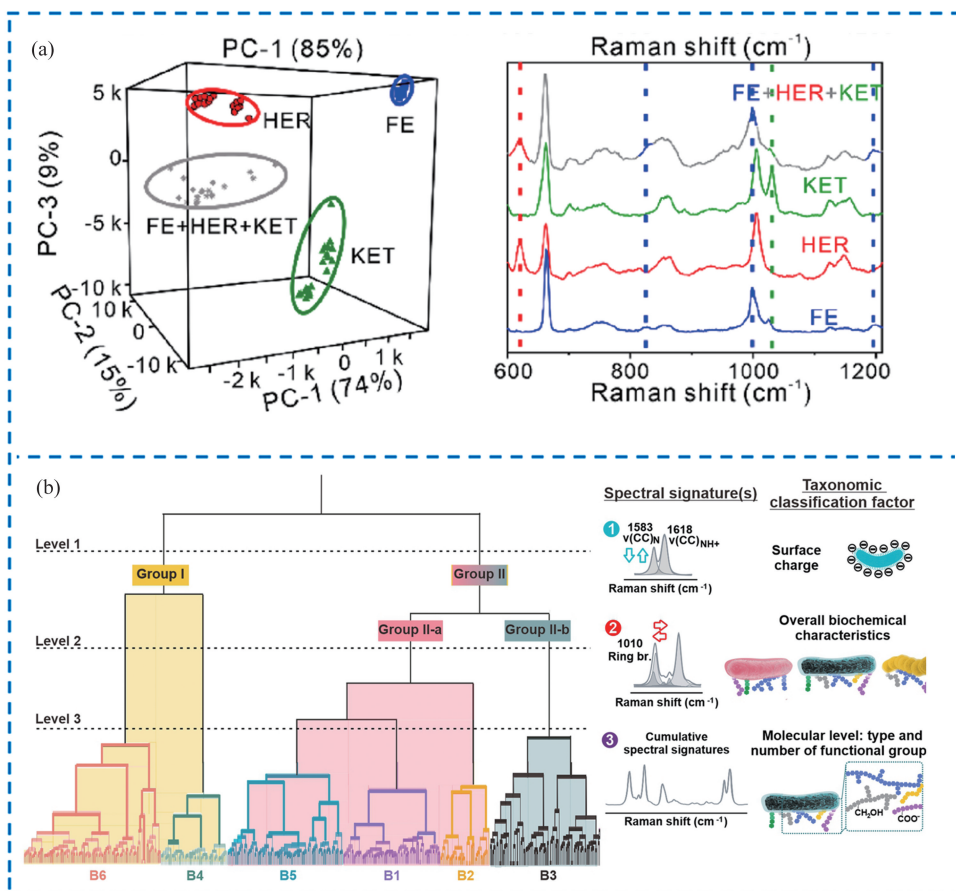 (a)
PC-1 (85%)
5 k
0
-5 k
-10 k
PC-3 (9%)
HER
FE
FE+HER+KET
KET
10 k
0
-10 k
PC-2 (15%)
-2 k
-1 k
0
1 k
PC-1 (74%)
Raman shift (cm-1)
FE+HER+KET
KET
HER
FE
600
800
1000
1200
Raman shift (cm-1)
(b)
Level 1
Group I
Group II
Group II-a
Group II-b
Level 2
Level 3
B6
B4
B5
B1
B2
B3
Spectral signature(s)
Taxonomic
classification factor
1
1583
v(CC)N
1618
v(CC)NH+
Raman shift (cm-1)
Surface
charge
2
1010
Ring br.
Raman shift (cm-1)
Overall biochemical
characteristics
3
Cumulative
spectral signatures
Raman shift (cm-1)
Molecular level: type and
number of functional group
CH2OH
COO-